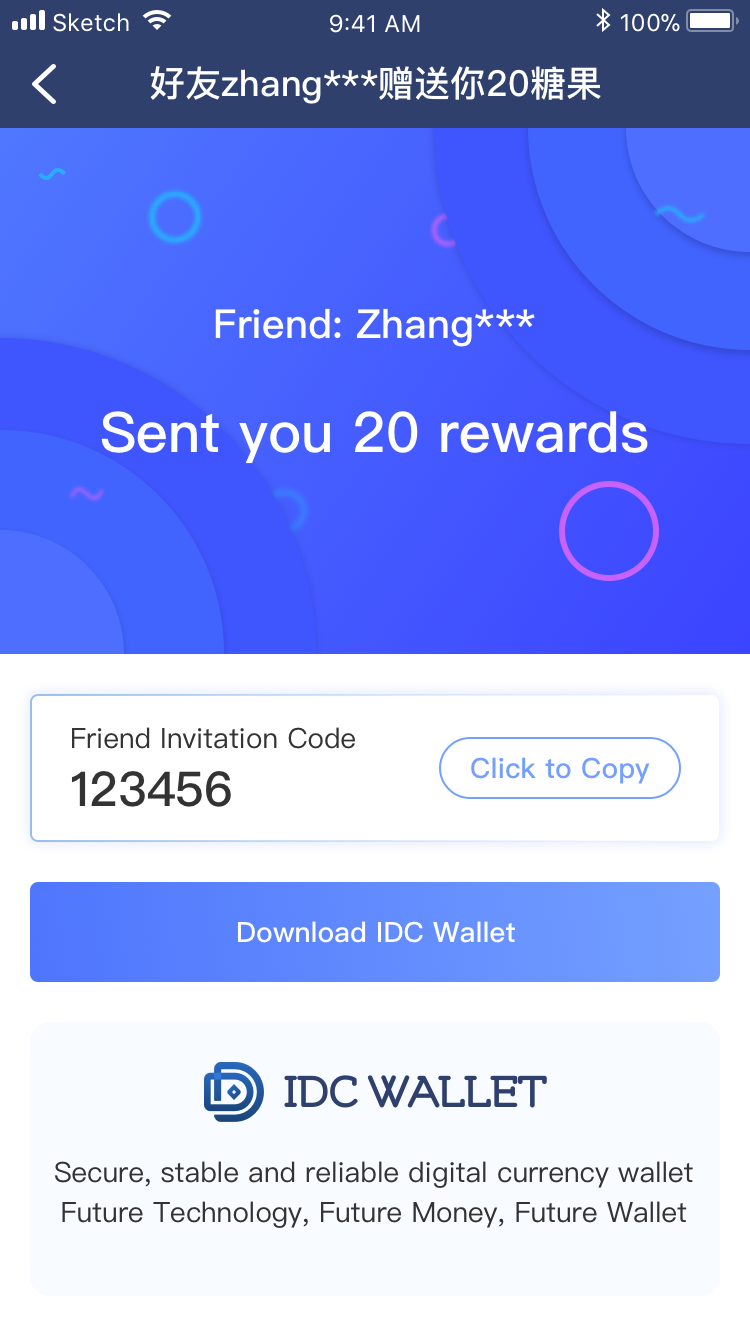 Sketch 9:41 AM 100%
好友zhang***赠送你20糖果
Friend: Zhang***
Sent you 20 rewards
Friend Invitation Code
123456
Click to Copy
Download IDC Wallet
IDC WALLET
Secure, stable and reliable digital currency wallet
Future Technology, Future Money, Future Wallet